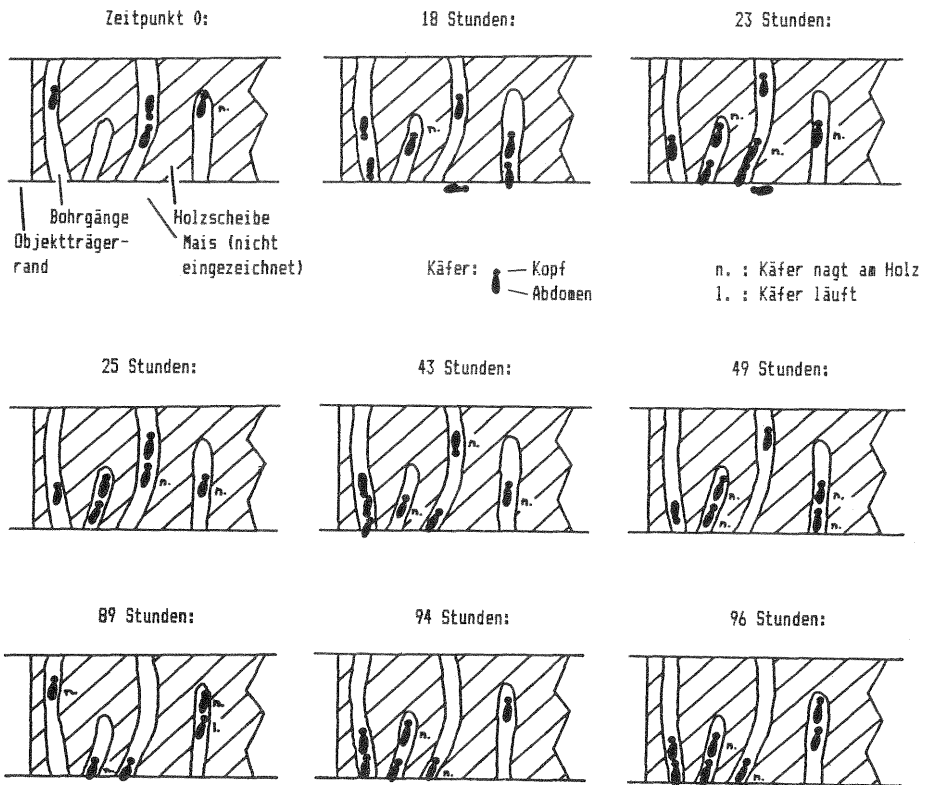 Zeitpunkt 0:
18 Stunden:
23 Stunden:
n.
n.
n.
n.
n.
Bohrgänge
Holzscheibe
Objektträger-
rand
Mais (nicht
eingezeichnet)
Käfer:
Kopf
Abdomen
n. : Käfer nagt am Holz
l. : Käfer läuft
25 Stunden:
43 Stunden:
49 Stunden:
n.
n.
n.
n.
n.
n.
n.
n.
n.
89 Stunden:
94 Stunden:
96 Stunden:
n.
n.
l.
n.
n.
n.
n.
n.